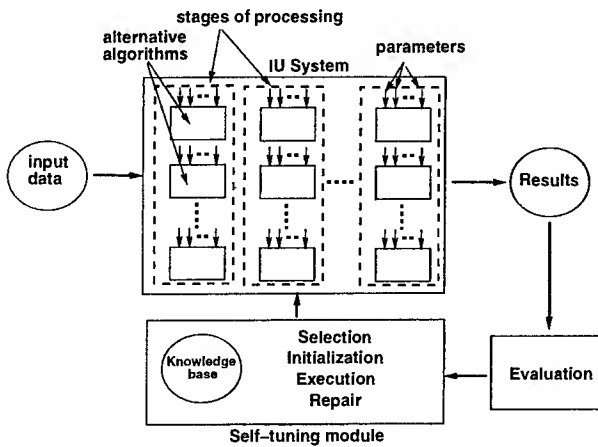 stages of processing
alternative
algorithms
parameters
IU System
input
data
Results
Knowledge
base
Selection
Initialization
Execution
Repair
Evaluation
Self–tuning module